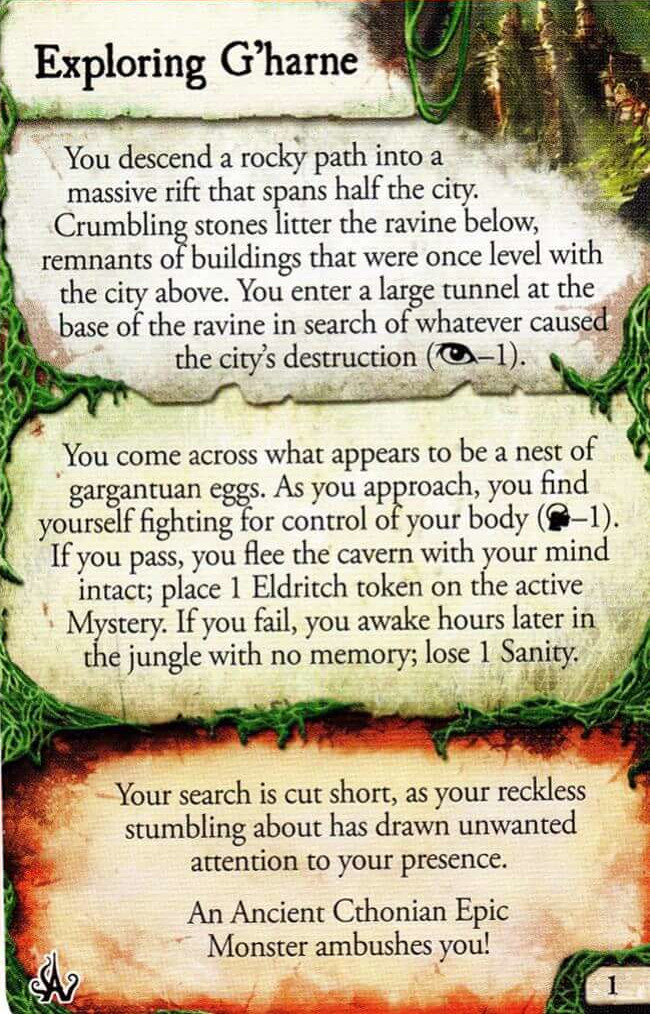 Exploring G’harne
You descend a rocky path into a
massive rift that spans half the city.
Crumbling stones litter the ravine below,
remnants of buildings that were once level with
the city above. You enter a large tunnel at the
base of the ravine in search of whatever caused
the city’s destruction (–1).
You come across what appears to be a nest of
gargantuan eggs. As you approach, you find
yourself fighting for control of your body (–1).
If you pass, you flee the cavern with your mind
intact; place 1 Eldritch token on the active
Mystery. If you fail, you awake hours later in
the jungle with no memory; lose 1 Sanity.
Your search is cut short, as your reckless
stumbling about has drawn unwanted
attention to your presence.
An Ancient Cthonian Epic
Monster ambushes you!
1